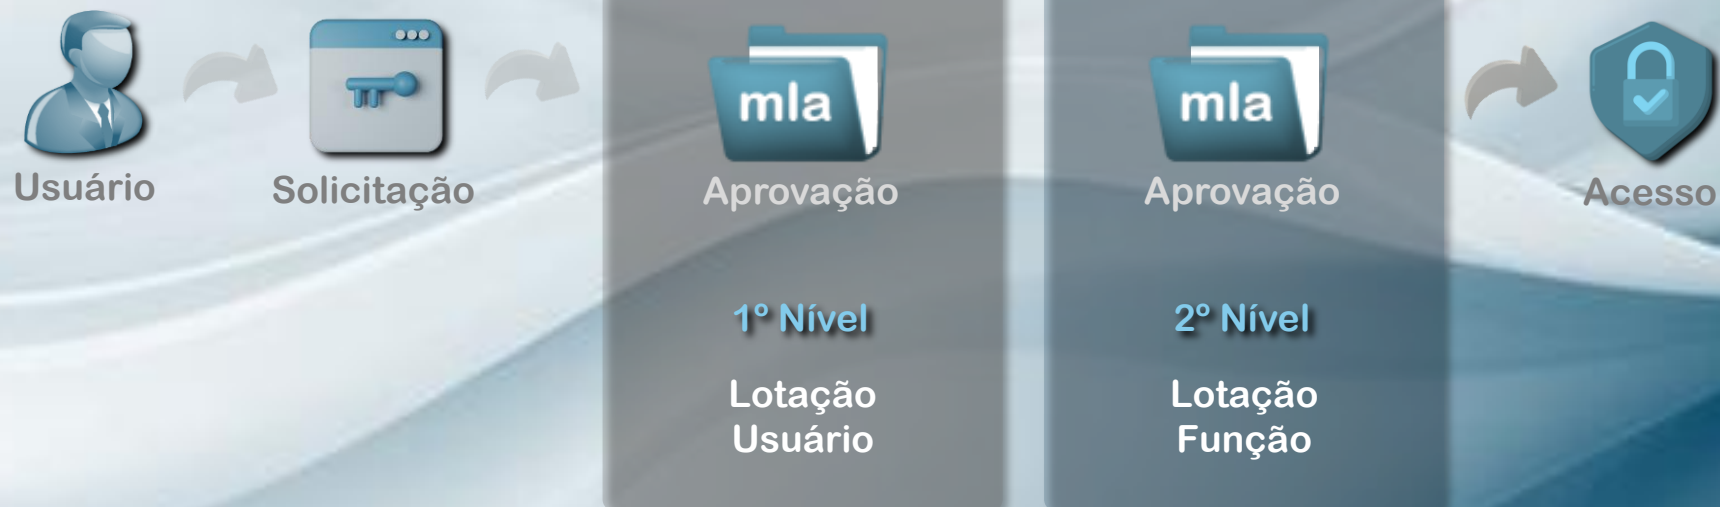 mla
mla
Usuário
Solicitação
Aprovação
Aprovação
Acesso
1º Nível
2º Nível
Lotação
Usuário
Lotação
Função